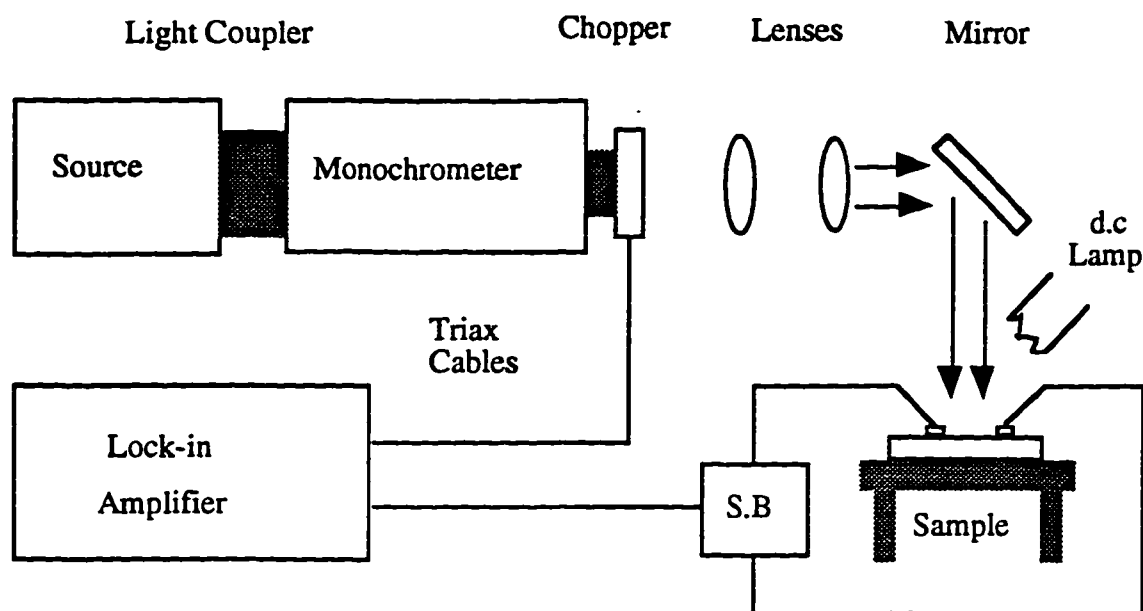 Light Coupler
Chopper
Lenses
Mirror
Source
Monochrometer
d.c
Lamp
Triax
Cables
Lock-in
Amplifier
S.B
Sample